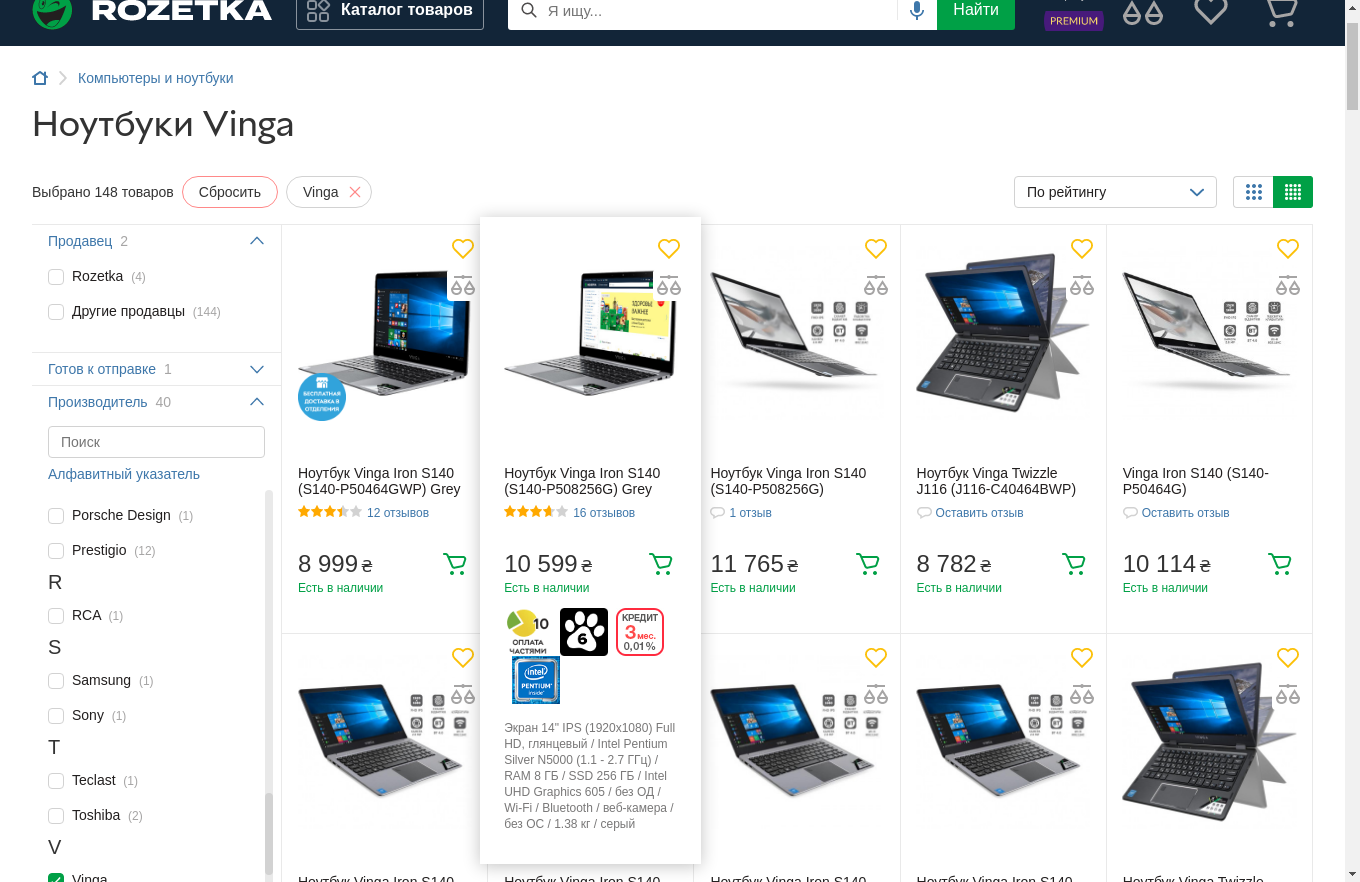 ROZETKA
Каталог товаров
Я ищу...
Найти
PREMIUM
Компьютеры и ноутбуки
Ноутбуки Vinga
Выбрано 148 товаров
Сбросить
Vinga
По рейтингу
Продавец 2
Rozetka (4)
Другие продавцы (144)
Готов к отправке 1
Производитель 40
Поиск
Алфавитный указатель
Porsche Design (1)
Prestigio (12)
R
RCA (1)
S
Samsung (1)
Sony (1)
T
Teclast (1)
Toshiba (2)
V
Vinga
БЕСПЛАТНАЯ
ДОСТАВКА В
ОТДЕЛЕНИЯ
Ноутбук Vinga Iron S140
(S140-P50464GWP) Grey
12 отзывов
8 999 ₴
Есть в наличии
Ноутбук Vinga Iron S140
(S140-P508256G) Grey
16 отзывов
10 599 ₴
Есть в наличии
10
ОПЛАТА
ЧАСТЯМИ
6
КРЕДИТ
3 мес.
0,01%
intel
PENTIUM
inside
Экран 14" IPS (1920x1080) Full
HD, глянцевый / Intel Pentium
Silver N5000 (1.1 - 2.7 ГГц) /
RAM 8 ГБ / SSD 256 ГБ / Intel
UHD Graphics 605 / без ОД /
Wi-Fi / Bluetooth / веб-камера /
без ОС / 1.38 кг / серый
Ноутбук Vinga Iron S140
(S140-P508256G)
1 отзыв
11 765 ₴
Есть в наличии
Ноутбук Vinga Twizzle
J116 (J116-C40464BWP)
Оставить отзыв
8 782 ₴
Есть в наличии
Vinga Iron S140 (S140-
P50464G)
Оставить отзыв
10 114 ₴
Есть в наличии
Ноутбук Vinga Iron S140
Ноутбук Vinga Iron S140
Ноутбук Vinga Iron S140
Ноутбук Vinga Iron S140
Ноутбук Vinga Twizzle